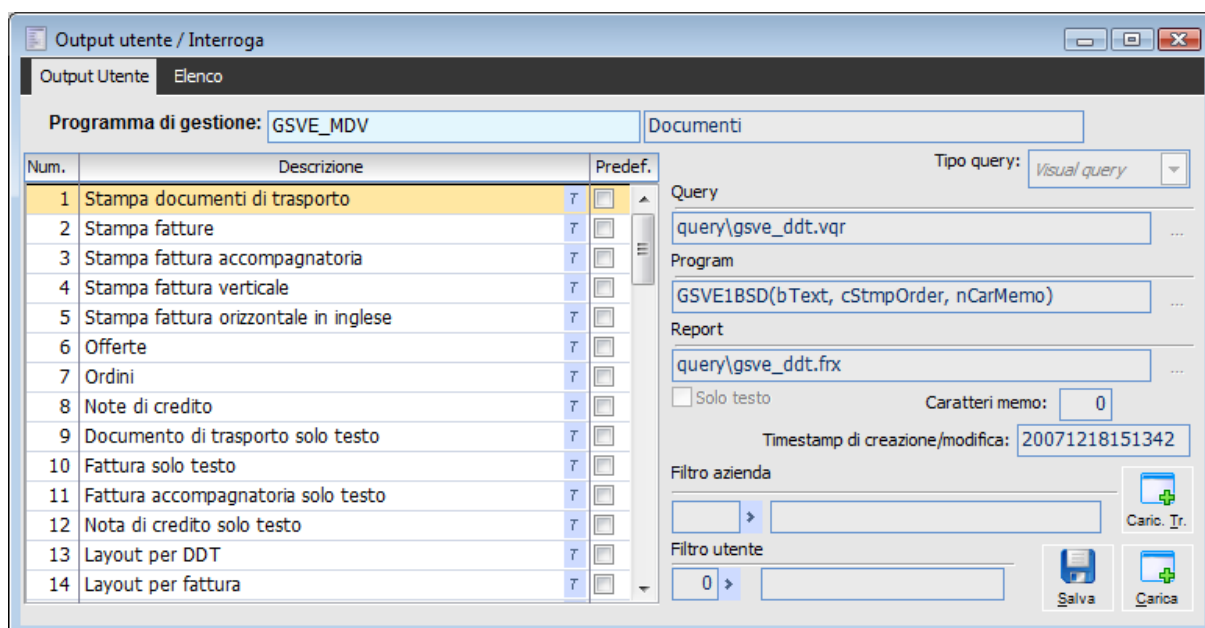 Output utente / Interroga
Output Utente Elenco
Programma di gestione: GSVE_MDV Documenti
Num. Descrizione Predef.
1 Stampa documenti di trasporto T
2 Stampa fatture T
3 Stampa fattura accompagnatoria T
4 Stampa fattura verticale T
5 Stampa fattura orizzontale in inglese T
6 Offerte T
7 Ordini T
8 Note di credito T
9 Documento di trasporto solo testo T
10 Fattura solo testo T
11 Fattura accompagnatoria solo testo T
12 Nota di credito solo testo T
13 Layout per DDT T
14 Layout per fattura T
Tipo query: Visual query
Query
query\gsve_ddt.vqr ...
Program
GSVE1BSD(bText, cStmpOrder, nCarMemo) ...
Report
query\gsve_ddt.frx ...
Solo testo Caratteri memo: 0
Timestamp di creazione/modifica: 20071218151342
Filtro azienda
Caric. Tr.
Filtro utente
0
Salva Carica